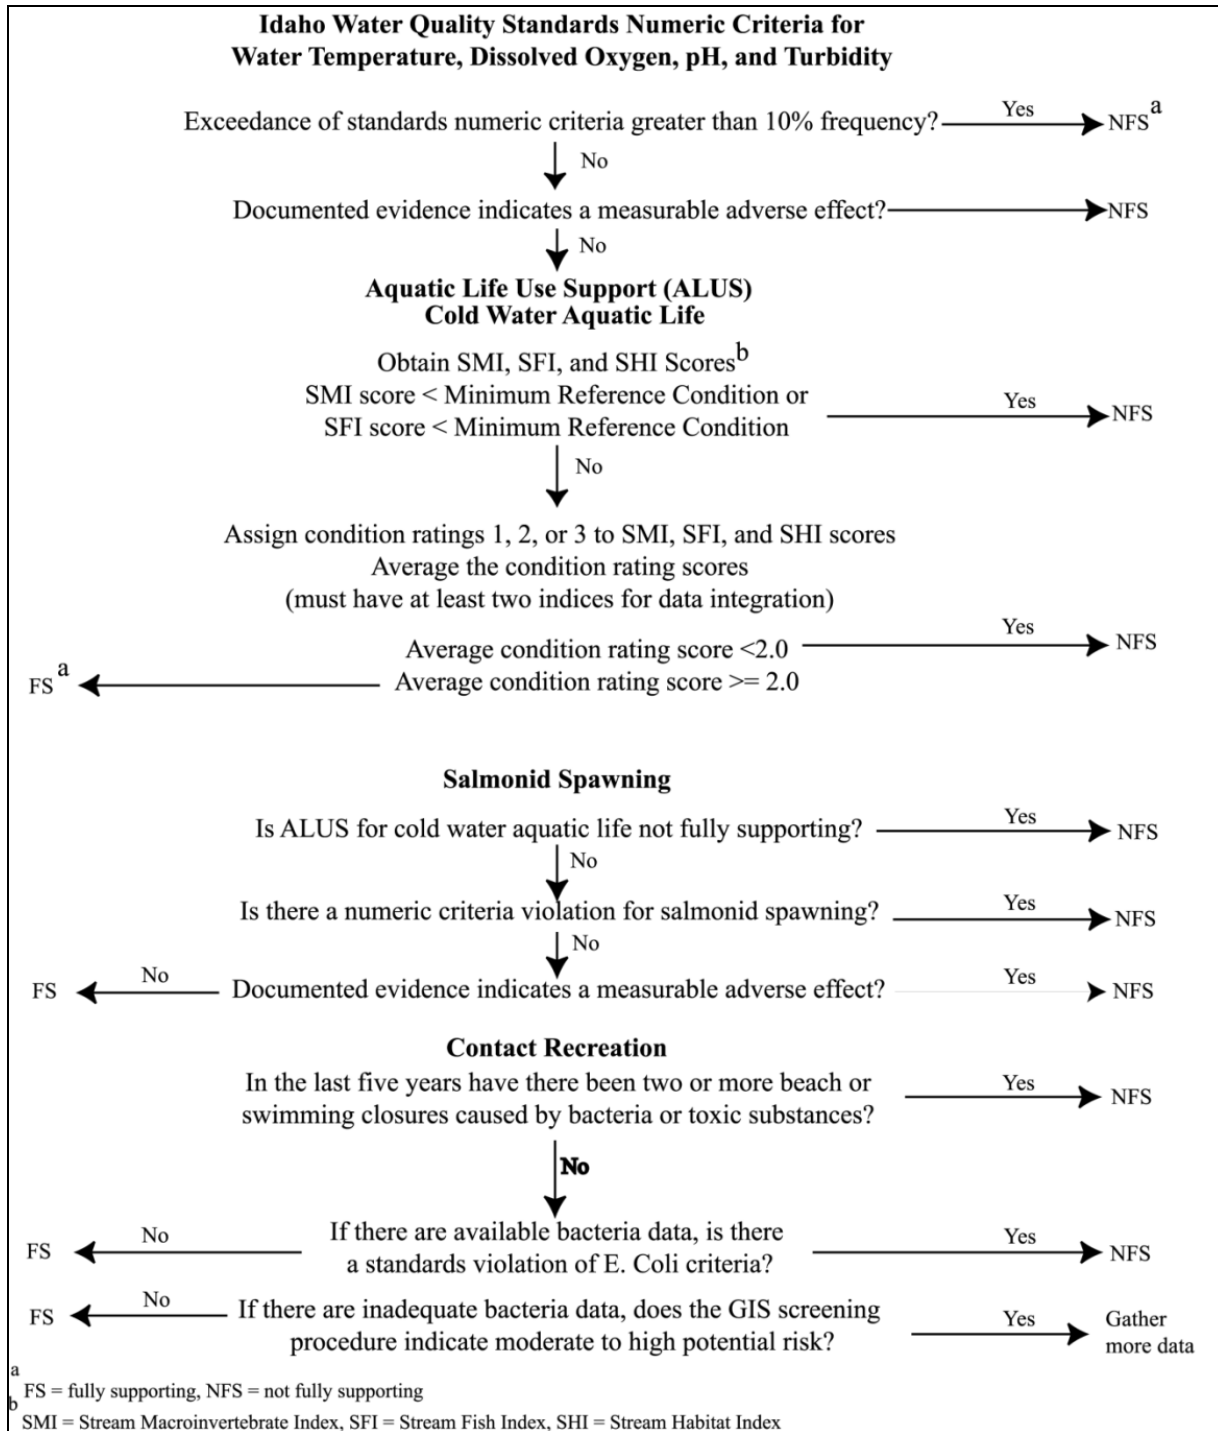 Idaho Water Quality Standards Numeric Criteria for
Water Temperature, Dissolved Oxygen, pH, and Turbidity
Exceedance of standards numeric criteria greater than 10% frequency? Yes NFS a
No
Documented evidence indicates a measurable adverse effect? NFS
No
Aquatic Life Use Support (ALUS)
Cold Water Aquatic Life
Obtain SMI, SFI, and SHI Scores b
SMI score < Minimum Reference Condition or
SFI score < Minimum Reference Condition
Yes NFS
No
Assign condition ratings 1, 2, or 3 to SMI, SFI, and SHI scores
Average the condition rating scores
(must have at least two indices for data integration)
Average condition rating score <2.0 Yes NFS
FS a Average condition rating score >= 2.0
Salmonid Spawning
Is ALUS for cold water aquatic life not fully supporting? Yes NFS
No
Is there a numeric criteria violation for salmonid spawning? Yes NFS
No
FS No Documented evidence indicates a measurable adverse effect? Yes NFS
Contact Recreation
In the last five years have there been two or more beach or
swimming closures caused by bacteria or toxic substances?
Yes NFS
No
FS No
If there are available bacteria data, is there
a standards violation of E. Coli criteria?
Yes NFS
FS No
If there are inadequate bacteria data, does the GIS screening
procedure indicate moderate to high potential risk?
Yes
Gather
more data
a FS = fully supporting, NFS = not fully supporting
b SMI = Stream Macroinvertebrate Index, SFI = Stream Fish Index, SHI = Stream Habitat Index